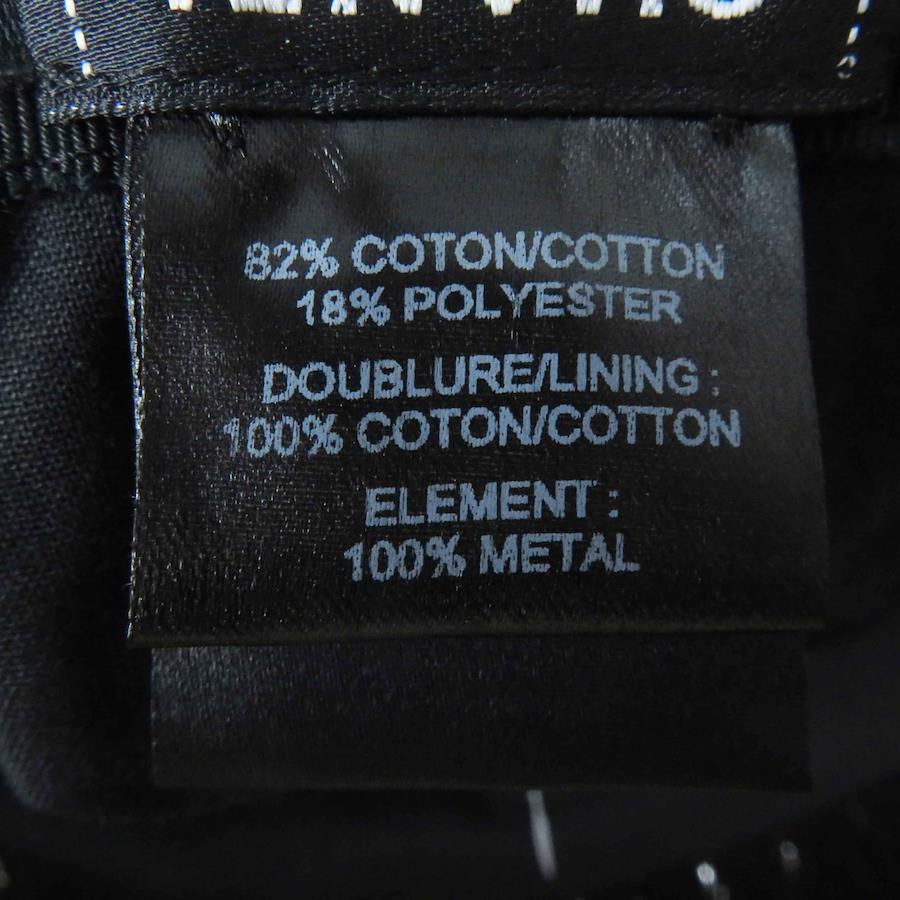 82% COTON/COTTON
18% POLYESTER
DOUBLURE/LINING :
100% COTON/COTTON
ELEMENT :
100% METAL